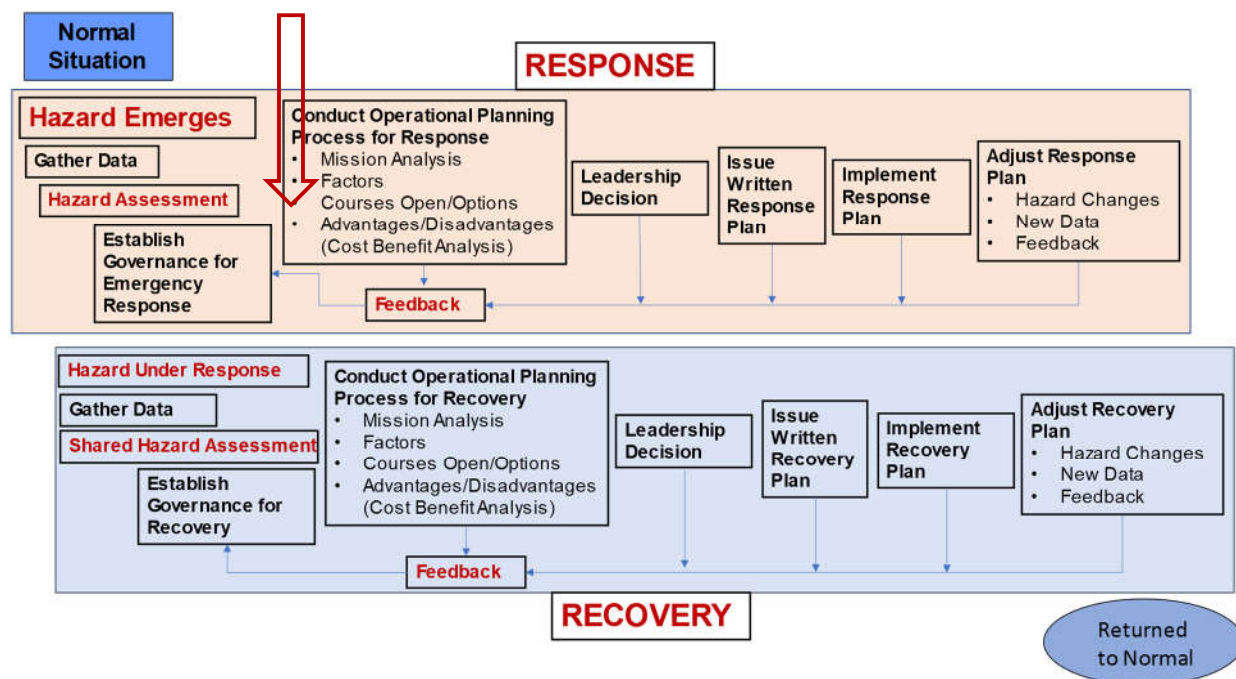 Normal
Situation
RESPONSE
Hazard Emerges
Gather Data
Hazard Assessment
Establish
Governance for
Emergency
Response
Conduct Operational Planning
Process for Response
• Mission Analysis
• Factors
Courses Open/Options
• Advantages/Disadvantages
(Cost Benefit Analysis)
Feedback
Leadership
Decision
Issue
Written
Response
Plan
Implement
Response
Plan
Adjust Response
Plan
• Hazard Changes
• New Data
• Feedback
Hazard Under Response
Gather Data
Shared Hazard Assessment
Establish
Governance for
Recovery
Conduct Operational Planning
Process for Recovery
• Mission Analysis
• Factors
• Courses Open/Options
• Advantages/Disadvantages
(Cost Benefit Analysis)
Feedback
Leadership
Decision
Issue
Written
Recovery
Plan
Implement
Recovery
Plan
Adjust Recovery
Plan
• Hazard Changes
• New Data
• Feedback
RECOVERY
Returned
to Normal